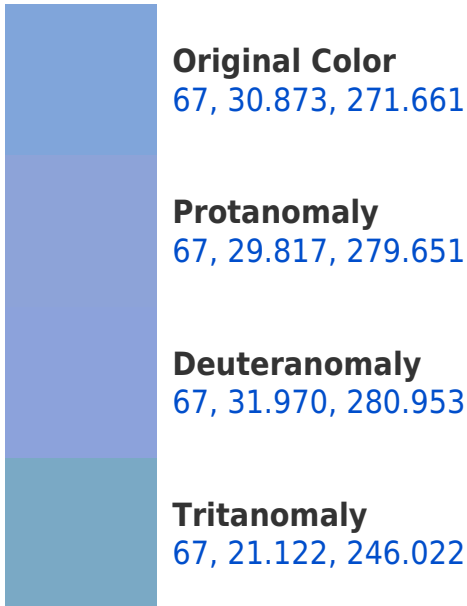 Original Color
67, 30.873, 271.661
Protanomaly
67, 29.817, 279.651
Deuteranomaly
67, 31.970, 280.953
Tritanomaly
67, 21.122, 246.022